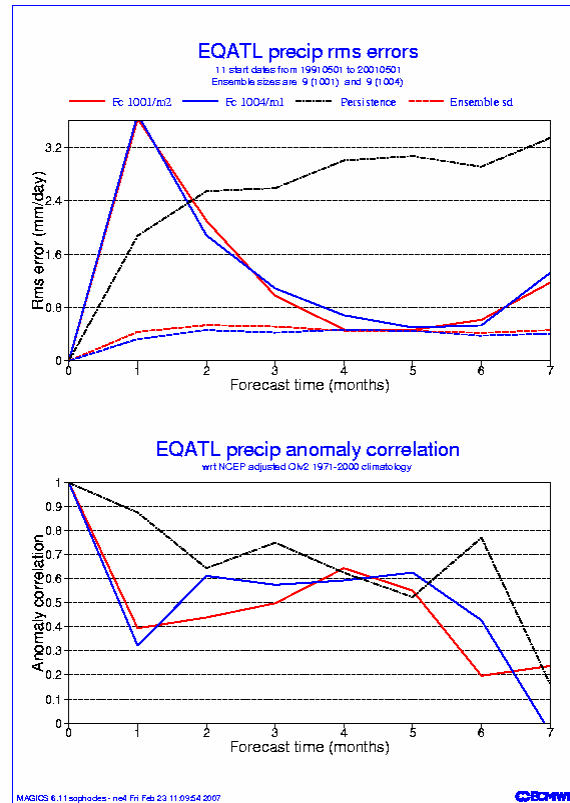 EQATL precip rms errors
11 start dates from 19910501 to 20010501
Ensemble sizes are 9 (1001) and 9 (1004)
Fc 1001/m2 Fc 1004/m1 Persistence Ensemble sd
Rms error (mm/day)
3.2
2.4
1.6
0.8
0
0 1 2 3 4 5 6 7
Forecast time (months)
EQATL precip anomaly correlation
wrt NCEP adjusted OIv2 1971-2000 climatology
Anomaly correlation
1
0.9
0.8
0.7
0.6
0.5
0.4
0.3
0.2
0.1
0
0 1 2 3 4 5 6 7
Forecast time (months)
MAGICS 6.11 sophocles - ne4 Fri Feb 23 11:09:54 2007